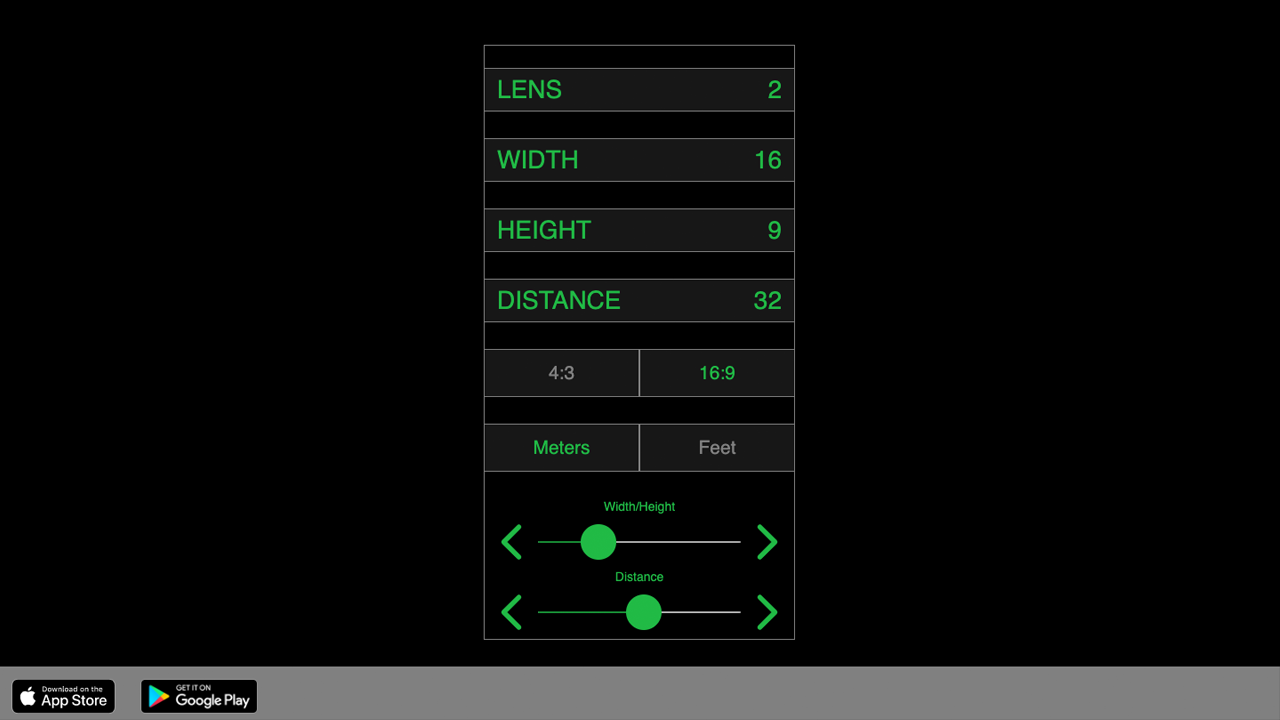 LENS 2
WIDTH 16
HEIGHT 9
DISTANCE 32
4:3 16:9
Meters Feet
Width/Height
Distance
Download on the
App Store
GET IT ON
Google Play